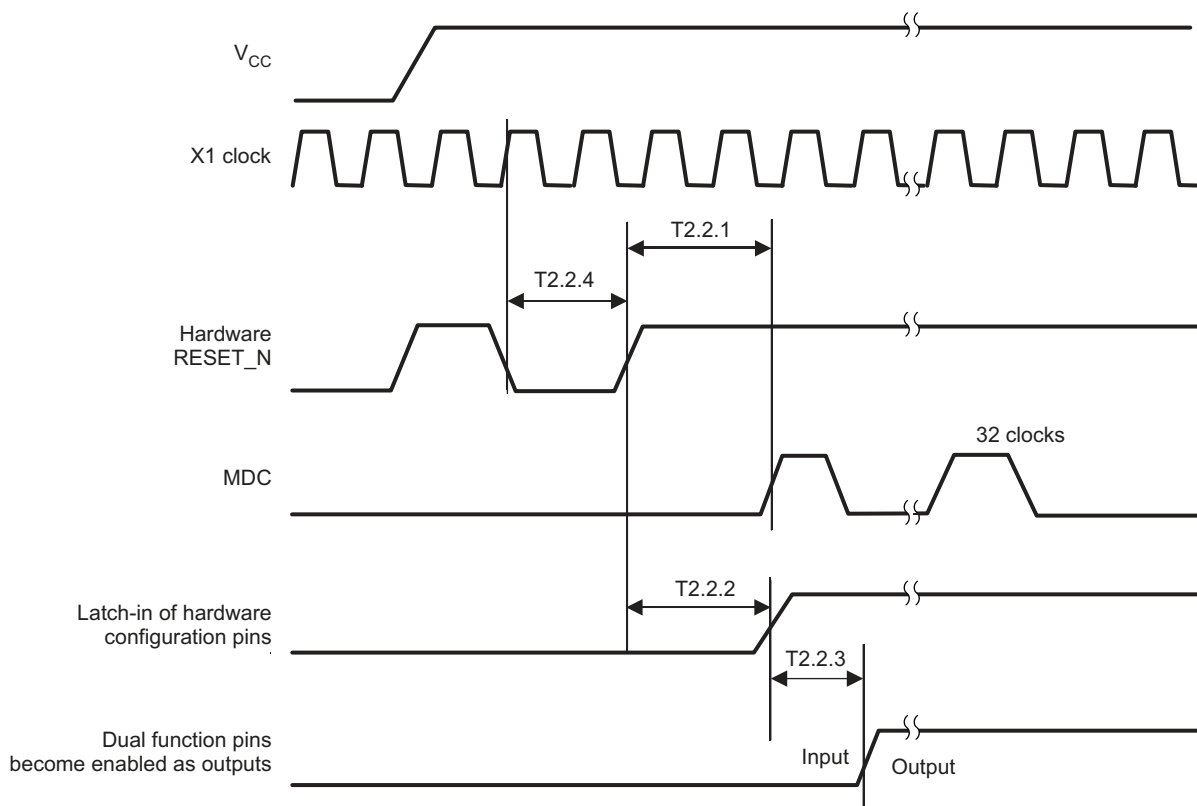 VCC
X1 clock
T2.2.1
T2.2.4
Hardware
RESET_N
32 clocks
MDC
T2.2.2
Latch-in of hardware
configuration pins
T2.2.3
Dual function pins
become enabled as outputs
Input
Output